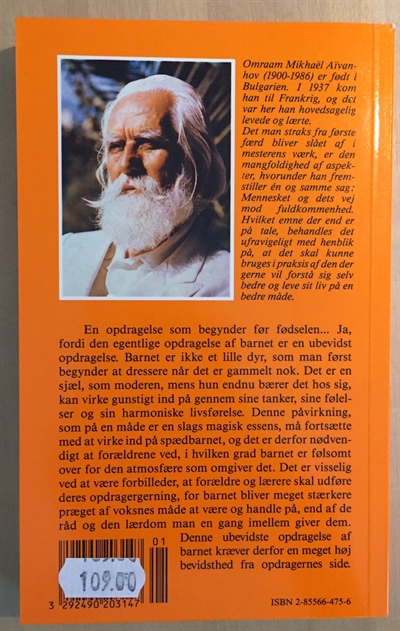 Omraam Mikhaël Aïvan-
hov (1900-1986) er født i
Bulgarien. I 1937 kom
han til Frankrig, og det
var her han hovedsagelig
levede og lærte.
Det man straks fra første
færd bliver slået af i
mesterens værk, er den
mangfoldighed af aspek-
ter, hvorunder han frem-
stiller én og samme sag:
Mennesket og dets vej
mod fuldkommenhed.
Hvilket emne der end er
på tale, behandles det
ufravigeligt med henblik
på, at det skal kunne
bruges i praksis af den der
gerne vil forstå sig selv
bedre og leve sit liv på en
bedre måde.
En opdragelse som begynder før fødselen... Ja,
fordi den egentlige opdragelse af barnet er en ubevidst
opdragelse. Barnet er ikke et lille dyr, som man først
begynder at dressere når det er gammelt nok. Det er en
sjæl, som moderen, mens hun endnu bærer det hos sig,
kan virke gunstigt ind på gennem sine tanker, sine følel-
ser og sin harmoniske livsførelse. Denne påvirkning,
som på en måde er en slags magisk essens, må fortsætte
med at virke ind på spædbarnet, og det er derfor nødven-
digt at forældrene ved, i hvilken grad barnet er følsomt
over for den atmosfære som omgiver det. Det er visselig
ved at være forbilleder, at forældre og lærere skal udføre
deres opdragergerning, for barnet bliver meget stærkere
præget af voksnes måde at være og handle på, end af de
råd og den lærdom man en gang imellem giver dem.
Denne ubevidste opdragelse af
barnet kræver derfor en meget høj
bevidsthed fra opdragernes side.
01
109.00
3 292490 203147
ISBN 2-85566-475-6